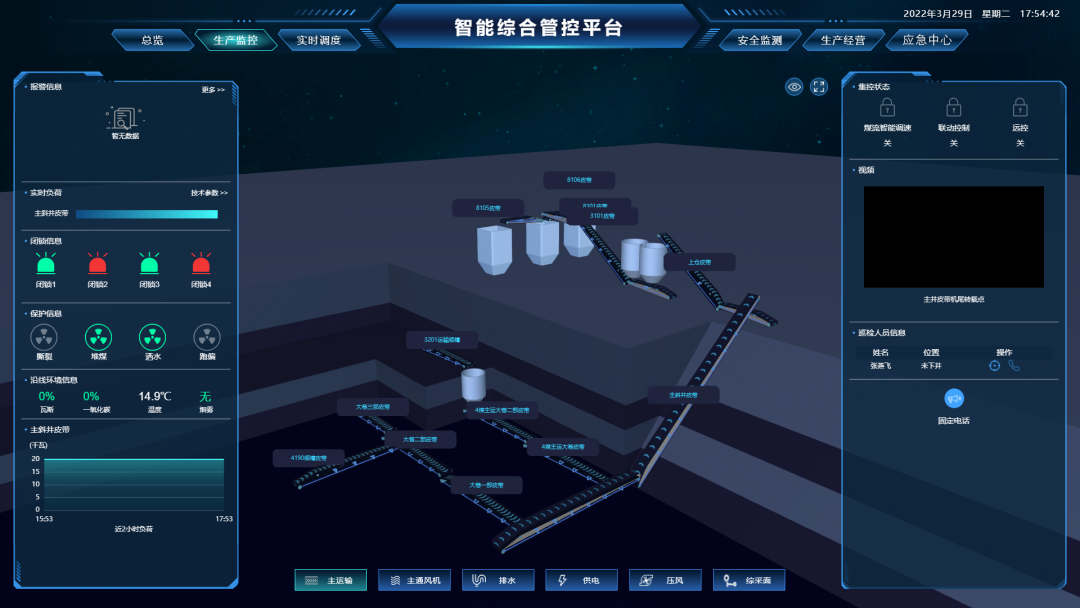 2022年3月29日 星期二 17:54:42
智能综合管控平台
总览
生产监控
实时调度
安全监测
生产经营
应急中心
报警信息
更多 >>
暂无数据
实时负荷
技术参数 >>
主斜井皮带
闭锁信息
闭锁1
闭锁2
闭锁3
闭锁4
保护信息
撕裂
堆煤
洒水
跑偏
沿线环境信息
0%
0%
14.9℃
无
瓦斯
一氧化碳
温度
烟雾
主斜井皮带
(千瓦)
20
15
10
5
0
15:53
17:53
近2小时负荷
8106皮带
8105皮带
8101皮带
3101皮带
上仓皮带
3201运输顺槽
大巷三部皮带
4煤主运大巷二部皮带
大巷二部皮带
4煤主运大巷皮带
4190顺槽皮带
大巷一部皮带
主斜井皮带
集控状态
煤流智能调速
联动控制
远控
关
关
关
视频
主井皮带机尾转载点
巡检人员信息
姓名
位置
操作
张燕飞
未下井
固定电话
主运输
主通风机
排水
供电
压风
综采面